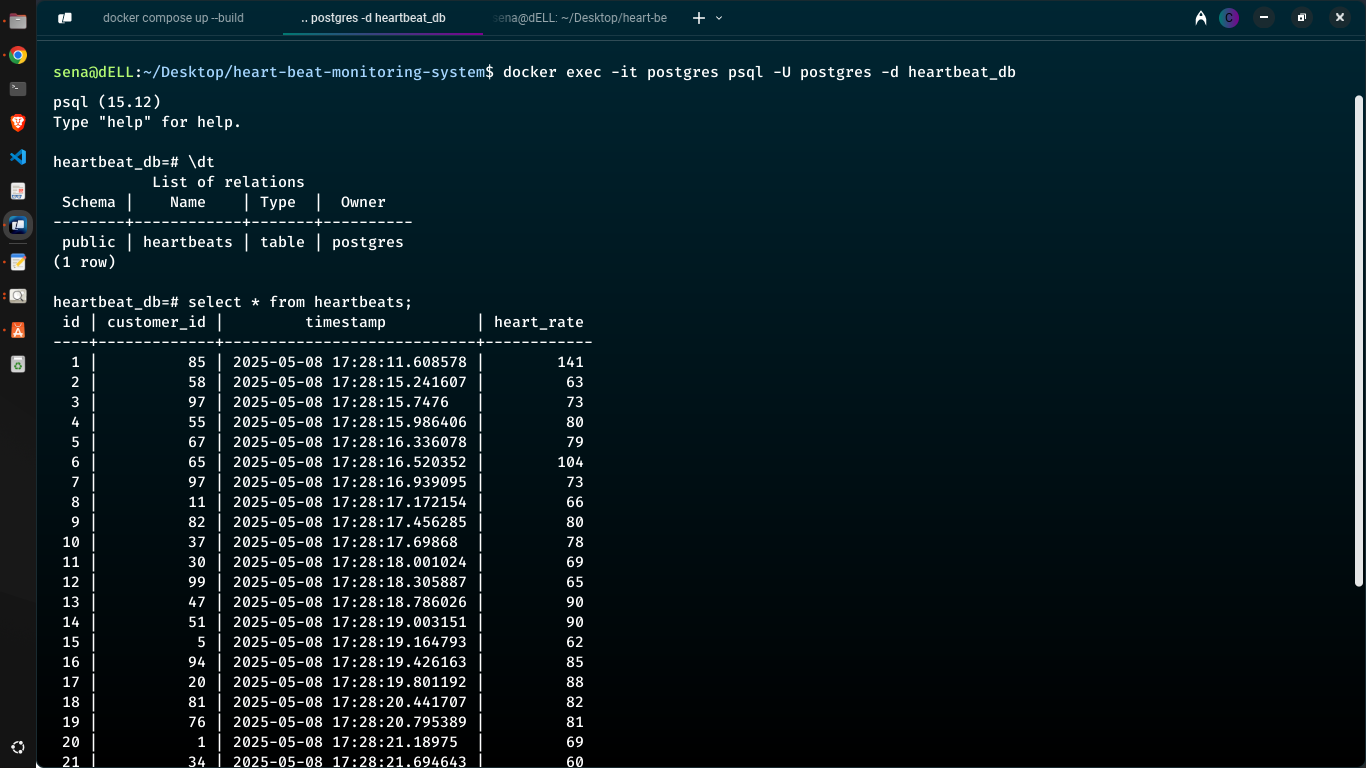 docker compose up --build
.. postgres -d heartbeat_db
sena@dELL: ~/Desktop/heart-be
C
sena@dELL:~/Desktop/heart-beat-monitoring-system$ docker exec -it postgres psql -U postgres -d heartbeat_db
psql (15.12)
Type "help" for help.
heartbeat_db=# \dt
List of relations
Schema | Name | Type | Owner
--------+------------+-------+----------
public | heartbeats | table | postgres
(1 row)
heartbeat_db=# select * from heartbeats;
id | customer_id | timestamp | heart_rate
----+-------------+----------------------------+------------
1 | 85 | 2025-05-08 17:28:11.608578 | 141
2 | 58 | 2025-05-08 17:28:15.241607 | 63
3 | 97 | 2025-05-08 17:28:15.7476 | 73
4 | 55 | 2025-05-08 17:28:15.986406 | 80
5 | 67 | 2025-05-08 17:28:16.336078 | 79
6 | 65 | 2025-05-08 17:28:16.520352 | 104
7 | 97 | 2025-05-08 17:28:16.939095 | 73
8 | 11 | 2025-05-08 17:28:17.172154 | 66
9 | 82 | 2025-05-08 17:28:17.456285 | 80
10 | 37 | 2025-05-08 17:28:17.69868 | 78
11 | 30 | 2025-05-08 17:28:18.001024 | 69
12 | 99 | 2025-05-08 17:28:18.305887 | 65
13 | 47 | 2025-05-08 17:28:18.786026 | 90
14 | 51 | 2025-05-08 17:28:19.003151 | 90
15 | 5 | 2025-05-08 17:28:19.164793 | 62
16 | 94 | 2025-05-08 17:28:19.426163 | 85
17 | 20 | 2025-05-08 17:28:19.801192 | 88
18 | 81 | 2025-05-08 17:28:20.441707 | 82
19 | 76 | 2025-05-08 17:28:20.795389 | 81
20 | 1 | 2025-05-08 17:28:21.18975 | 69
21 | 34 | 2025-05-08 17:28:21.694643 | 60